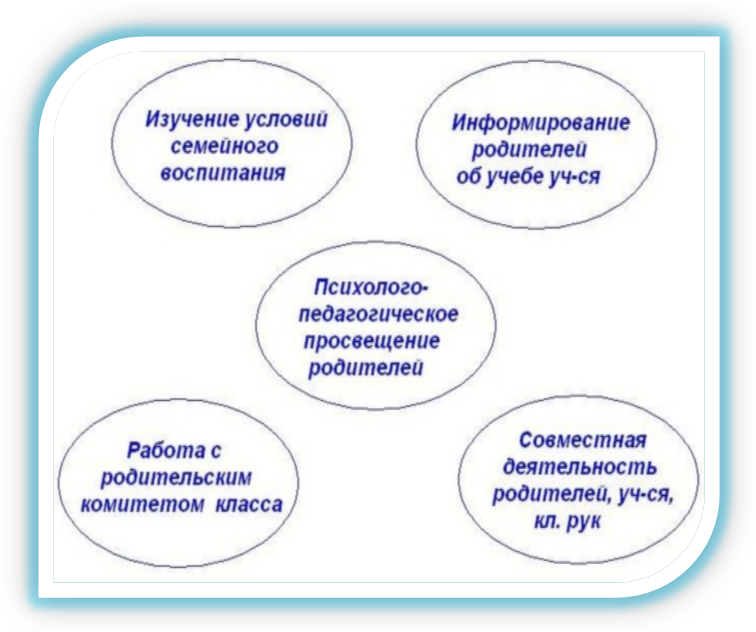 Изучение условий
семейного
воспитания
Информирование
родителей
об учебе уч-ся
Психолого-
педагогическое
просвещение
родителей
Работа с
родительским
комитетом класса
Совместная
деятельность
родителей, уч-ся,
кл. рук